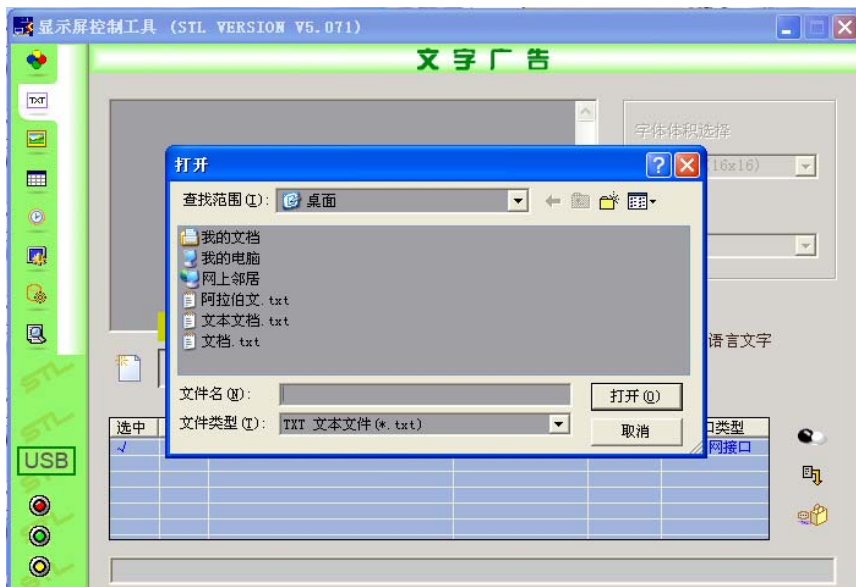 显示屏控制工具 (STL VERSION V5.071)
文字广告
TXT
字体体积选择
(16x16)
打开
查找范围(I): 桌面
我的文档
我的电脑
网上邻居
阿拉伯文.txt
文本文档.txt
文档.txt
语言文字
文件名(N):
打开(O)
文件类型(T): TXT 文本文件(*.txt)
取消
选中
口类型
√
网接口
STL
STL
USB
STL